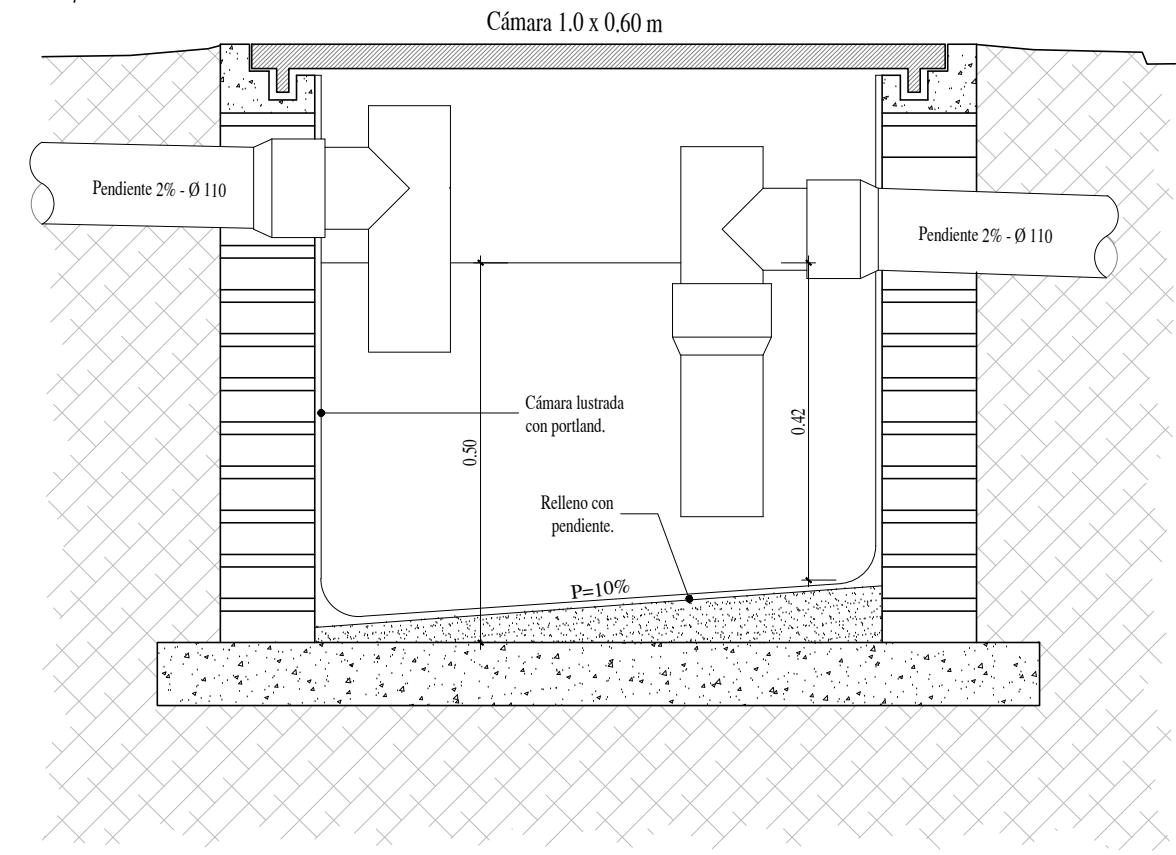 Cámara 1.0 x 0.60 m
Pendiente 2% - Ø 110
Pendiente 2% - Ø 110
Cámara lustrada
con portland.
0.50
0.42
Relleno con
pendiente.
P=10%